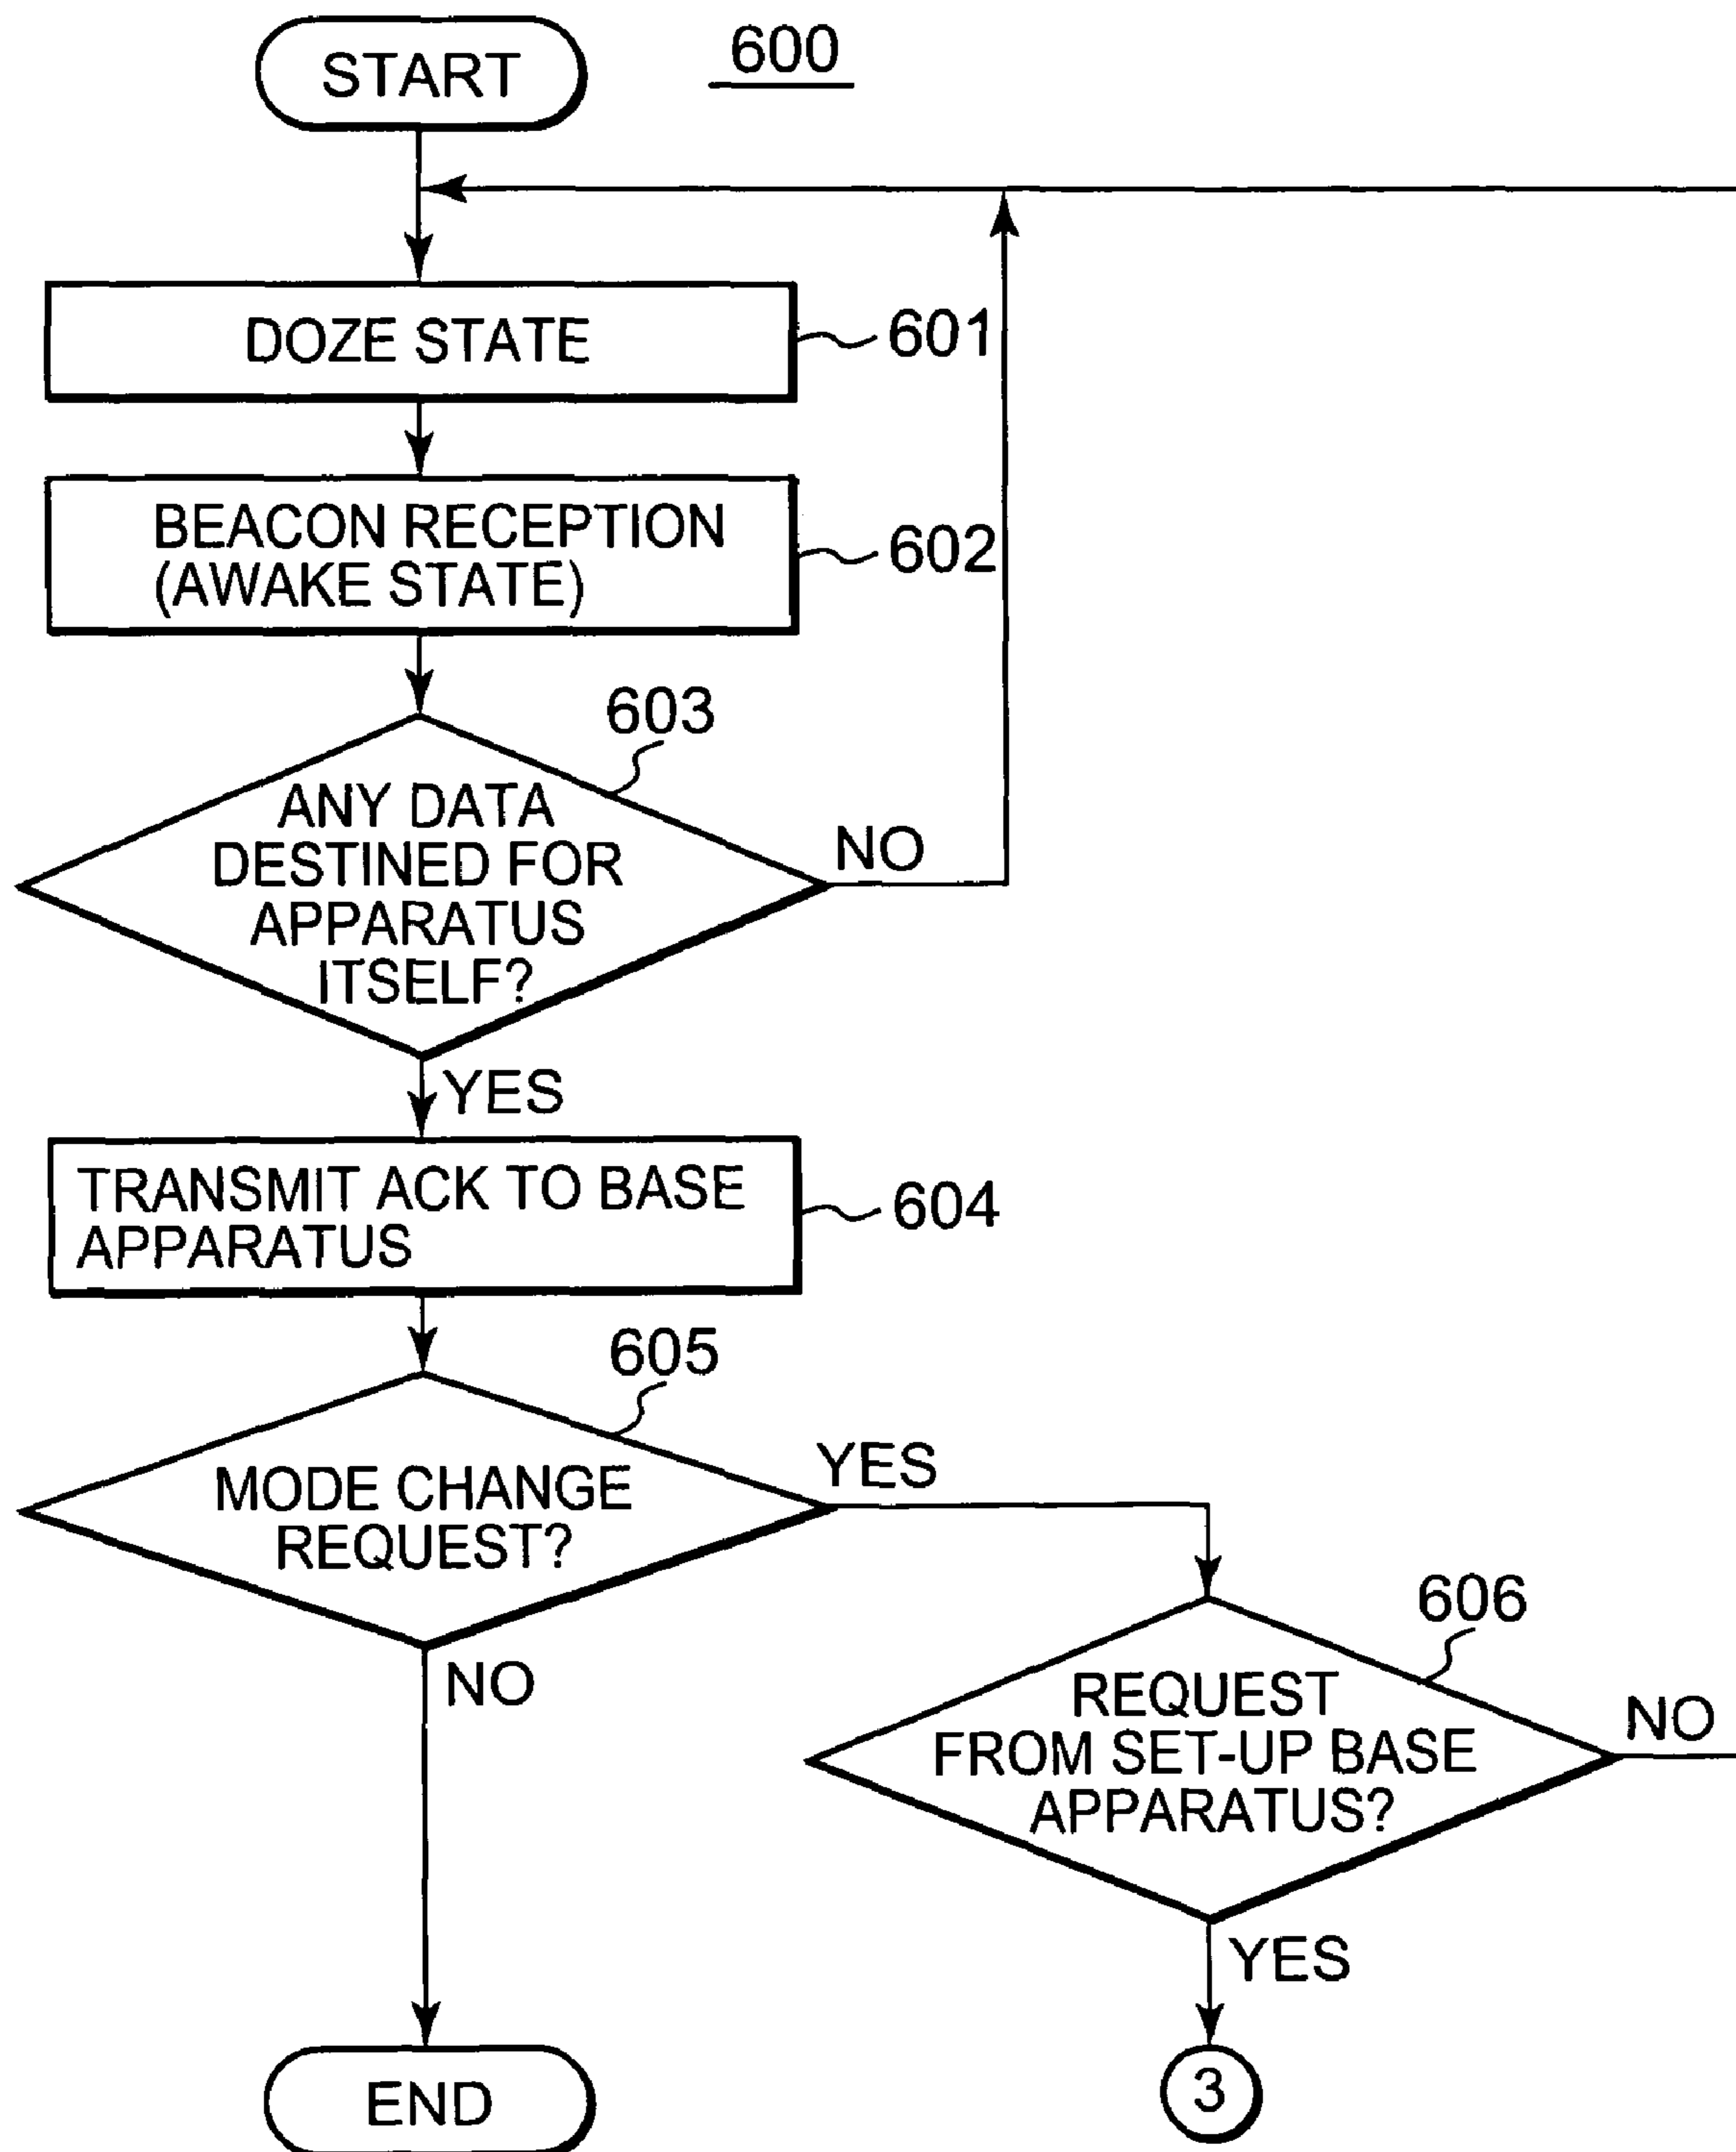 START
600
DOZE STATE
601
BEACON RECEPTION
(AWAKE STATE)
602
603
ANY DATA
DESTINED FOR
APPARATUS
ITSELF?
NO
YES
TRANSMIT ACK TO BASE
APPARATUS
604
605
MODE CHANGE
REQUEST?
YES
NO
606
REQUEST
FROM SET-UP BASE
APPARATUS?
NO
YES
END
3